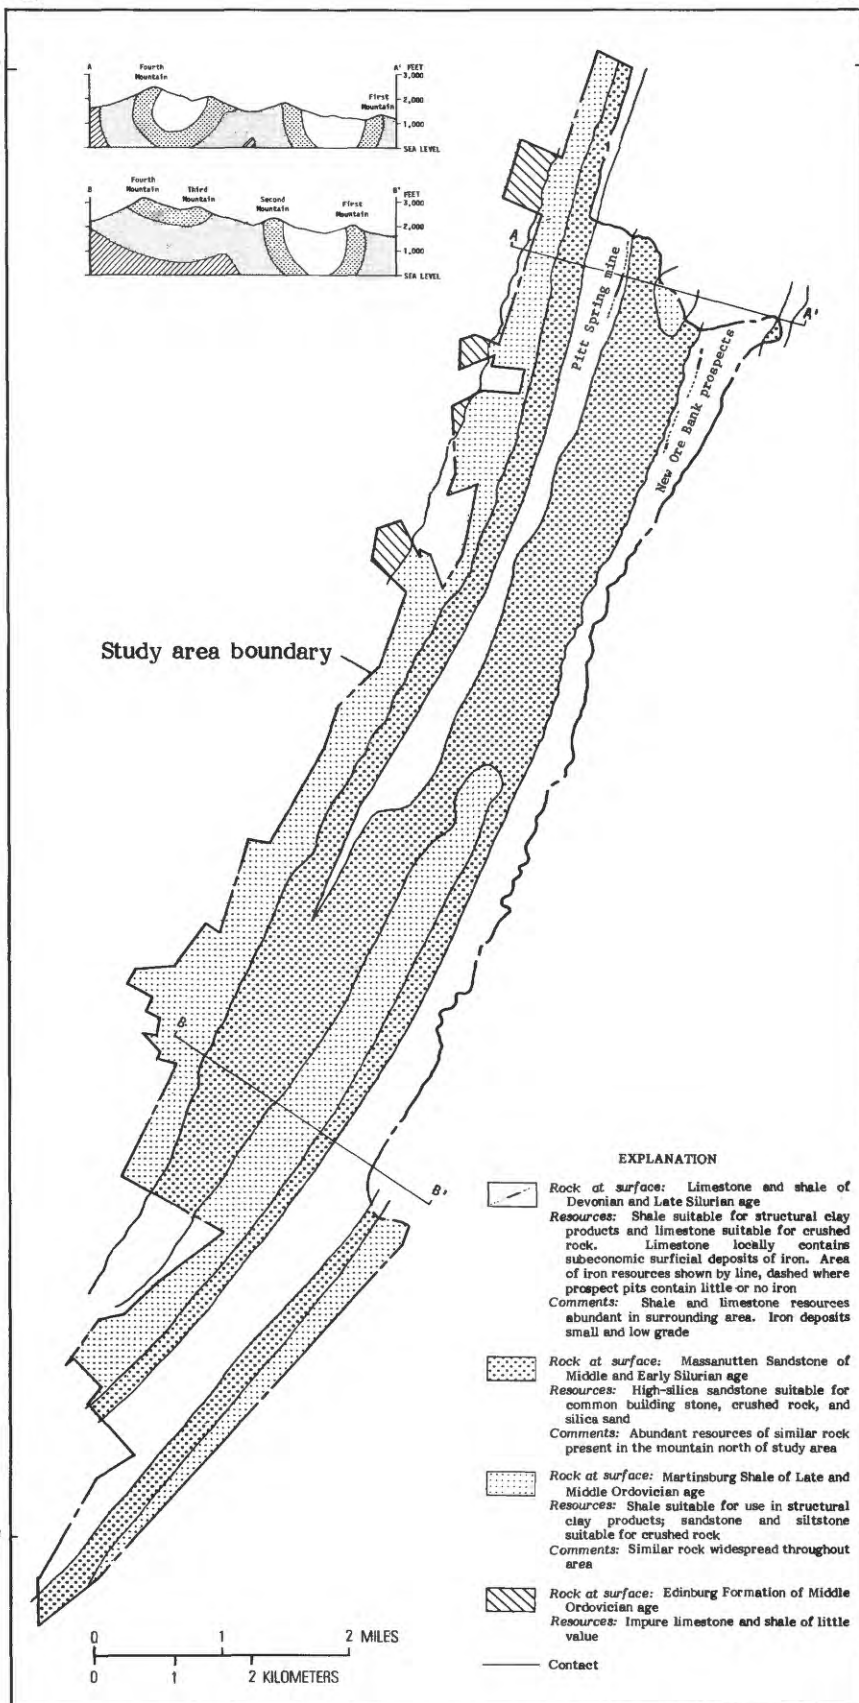 A
Fourth
Mountain
A' FEET
3,000
First
Mountain
2,000
1,000
SEA LEVEL
B
Fourth
Mountain
Third
Mountain
Second
Mountain
First
Mountain
B' FEET
3,000
2,000
1,000
SEA LEVEL
A
A'
Pitt Spring mine
New Ore Bank prospects
Study area boundary
B
B'
EXPLANATION
Rock at surface: Limestone and shale of
Devonian and Late Silurian age
Resources: Shale suitable for structural clay
products and limestone suitable for crushed
rock. Limestone locally contains
subeconomic surficial deposits of iron. Area
of iron resources shown by line, dashed where
prospect pits contain little or no iron
Comments: Shale and limestone resources
abundant in surrounding area. Iron deposits
small and low grade
Rock at surface: Massanutten Sandstone of
Middle and Early Silurian age
Resources: High-silica sandstone suitable for
common building stone, crushed rock, and
silica sand
Comments: Abundant resources of similar rock
present in the mountain north of study area
Rock at surface: Martinsburg Shale of Late and
Middle Ordovician age
Resources: Shale suitable for use in structural
clay products; sandstone and siltstone
suitable for crushed rock
Comments: Similar rock widespread throughout
area
Rock at surface: Edinburg Formation of Middle
Ordovician age
Resources: Impure limestone and shale of little
value
Contact
0 1 2 MILES
0 1 2 KILOMETERS